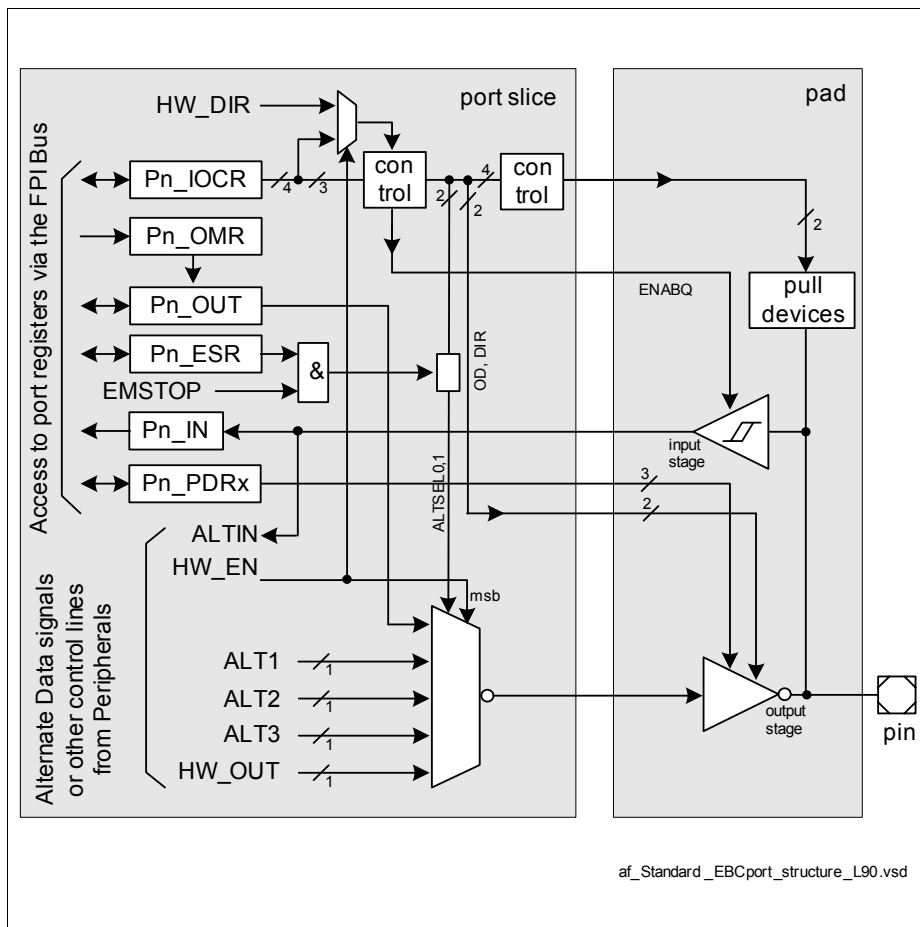 port slice
pad
HW_DIR
Access to port registers via the FPI Bus
Pn_IOCR
4
3
con
trol
2
2
4
con
trol
2
Pn_OMR
Pn_OUT
ENABQ
pull
devices
Pn_ESR
EMSTOP
&
OD, DIR
Pn_IN
input
stage
Pn_PDRx
3
2
ALTSEL0,1
Alternate Data signals
or other control lines
from Peripherals
ALTIN
HW_EN
msb
ALT1
1
ALT2
1
ALT3
1
HW_OUT
1
output
stage
pin
af_Standard _EBCport_structure_L90.vsd